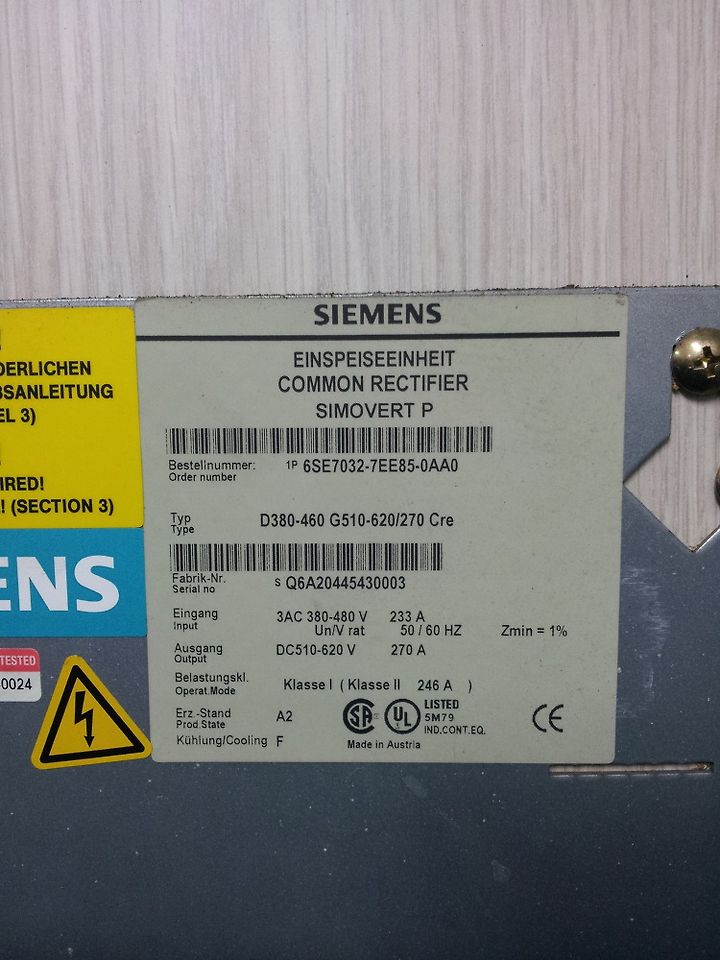 SIEMENS
EINSPEISEEINHEIT
COMMON RECTIFIER
SIMOVERT P
Bestellnummer: 1P 6SE7032-7EE85-0AA0
Order number
Typ D380-460 G510-620/270 Cre
Type
Fabrik-Nr. S Q6A20445430003
Serial no
Eingang 3AC 380-480 V 233 A
Input Un/V rat 50 / 60 HZ Zmin = 1%
Ausgang DC510-620 V 270 A
Output
Belastungskl. Klasse I ( Klasse II 246 A )
Operat.Mode
Erz.-Stand A2
Prod.State
Kühlung/Cooling F
SA
UL
LISTED
5M79
IND.CONT.EQ.
CE
Made in Austria
DERLICHEN
BSANLEITUNG
EL 3)
IRED!
! (SECTION 3)
ENS
TESTED
0024